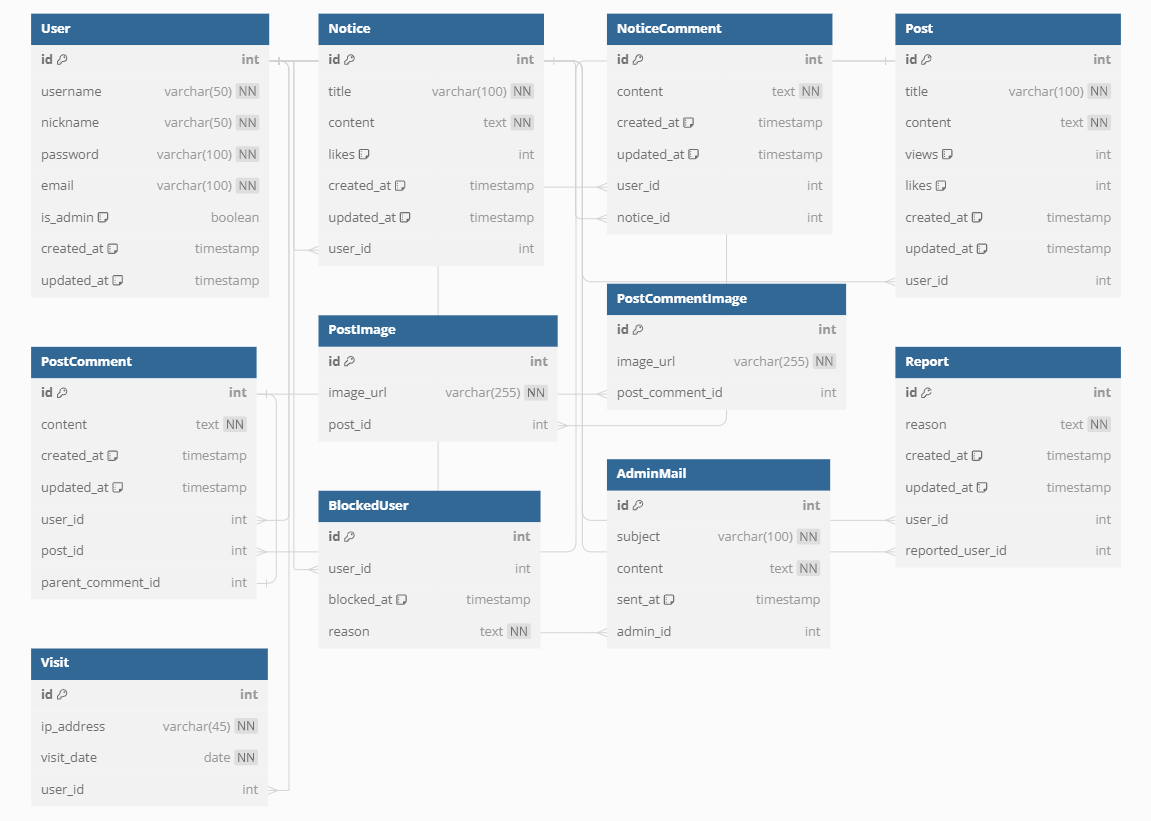 User
id int
username varchar(50) NN
nickname varchar(50) NN
password varchar(100) NN
email varchar(100) NN
is_admin boolean
created_at timestamp
updated_at timestamp
Notice
id int
title varchar(100) NN
content text NN
likes int
created_at timestamp
updated_at timestamp
user_id int
NoticeComment
id int
content text NN
created_at timestamp
updated_at timestamp
user_id int
notice_id int
Post
id int
title varchar(100) NN
content text NN
views int
likes int
created_at timestamp
updated_at timestamp
user_id int
PostComment
id int
content text NN
created_at timestamp
updated_at timestamp
user_id int
post_id int
parent_comment_id int
PostImage
id int
image_url varchar(255) NN
post_id int
PostCommentImage
id int
image_url varchar(255) NN
post_comment_id int
Report
id int
reason text NN
created_at timestamp
updated_at timestamp
user_id int
reported_user_id int
BlockedUser
id int
user_id int
blocked_at timestamp
reason text NN
AdminMail
id int
subject varchar(100) NN
content text NN
sent_at timestamp
admin_id int
Visit
id int
ip_address varchar(45) NN
visit_date date NN
user_id int